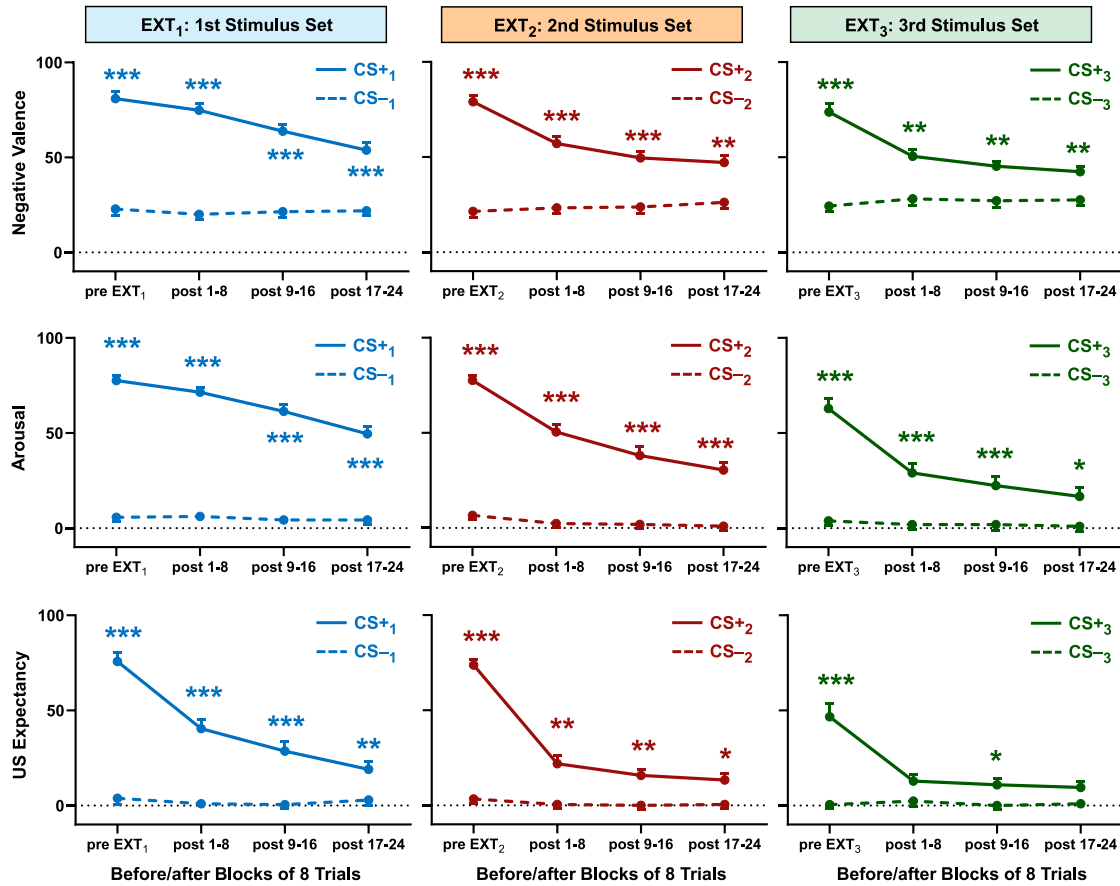 EXT₁: 1st Stimulus Set
EXT₂: 2nd Stimulus Set
EXT₃: 3rd Stimulus Set
Negative Valence
100
50
0
*** *** *** ***
CS+₁
CS–₁
pre EXT₁ post 1-8 post 9-16 post 17-24
*** *** *** **
CS+₂
CS–₂
pre EXT₂ post 1-8 post 9-16 post 17-24
*** ** ** **
CS+₃
CS–₃
pre EXT₃ post 1-8 post 9-16 post 17-24
Arousal
100
50
0
*** *** *** ***
CS+₁
CS–₁
pre EXT₁ post 1-8 post 9-16 post 17-24
*** *** *** ***
CS+₂
CS–₂
pre EXT₂ post 1-8 post 9-16 post 17-24
*** *** *** *
CS+₃
CS–₃
pre EXT₃ post 1-8 post 9-16 post 17-24
US Expectancy
100
50
0
*** *** *** **
CS+₁
CS–₁
pre EXT₁ post 1-8 post 9-16 post 17-24
Before/after Blocks of 8 Trials
*** ** ** *
CS+₂
CS–₂
pre EXT₂ post 1-8 post 9-16 post 17-24
Before/after Blocks of 8 Trials
*** *
CS+₃
CS–₃
pre EXT₃ post 1-8 post 9-16 post 17-24
Before/after Blocks of 8 Trials